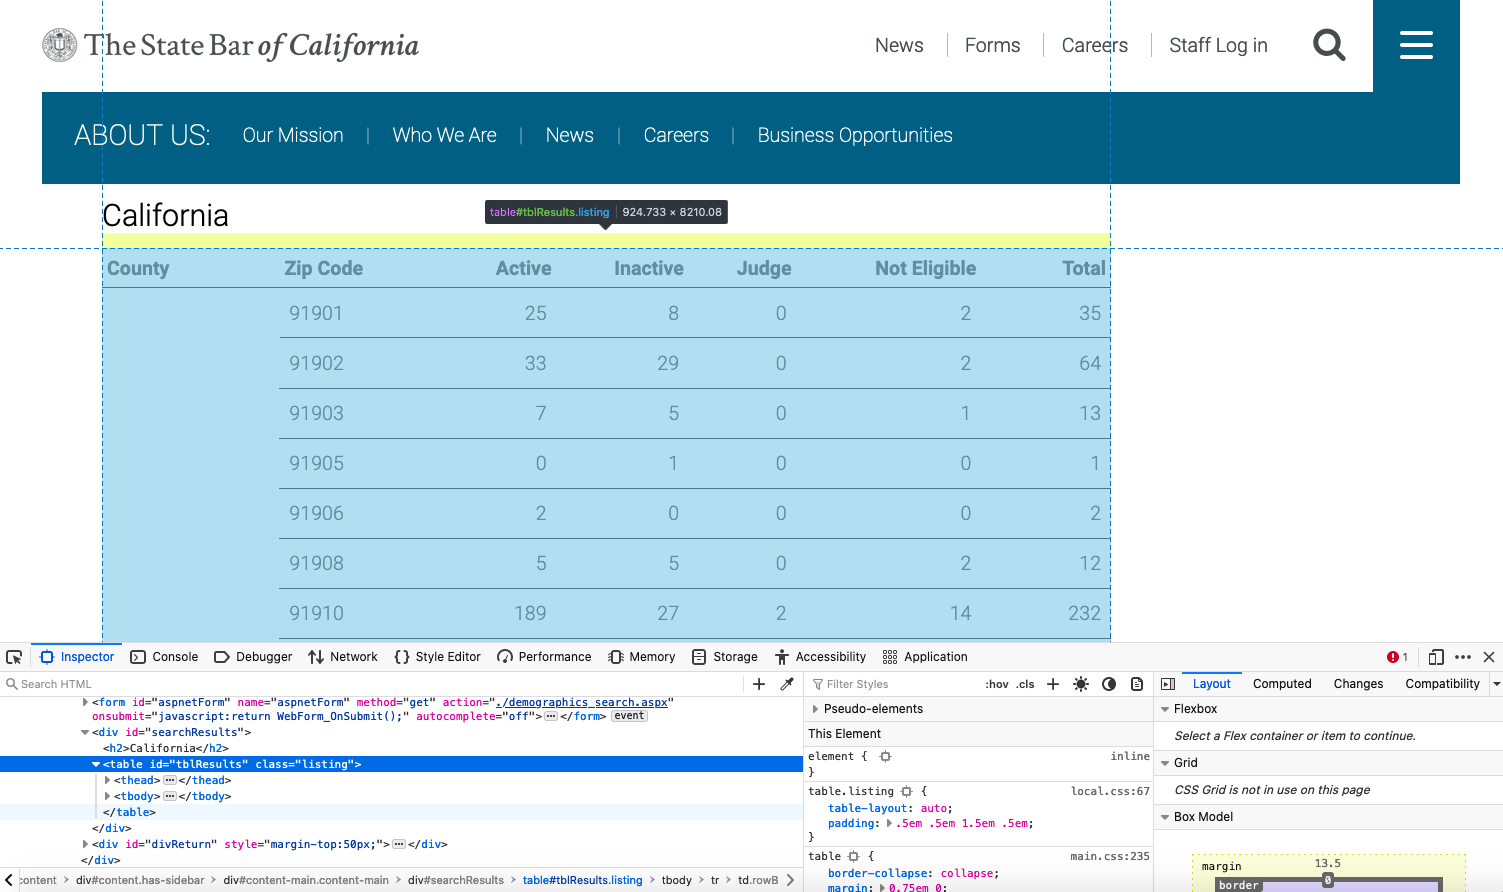 The State Bar of California
News Forms Careers Staff Log in
ABOUT US: Our Mission | Who We Are | News | Careers | Business Opportunities
California
table#tblResults.listing 924.733 × 8210.08
County Zip Code Active Inactive Judge Not Eligible Total
91901 25 8 0 2 35
91902 33 29 0 2 64
91903 7 5 0 1 13
91905 0 1 0 0 1
91906 2 0 0 0 2
91908 5 5 0 2 12
91910 189 27 2 14 232
Inspector Console Debugger Network {} Style Editor Performance Memory Storage Accessibility Application 1
Search HTML
<form id="aspnetForm" name="aspnetForm" method="get" action="./demographics_search.aspx"
onsubmit="javascript:return WebForm_OnSubmit();" autocomplete="off"> </form> event
<div id="searchResults">
<h2>California</h2>
<table id="tblResults" class="listing">
<thead> </thead>
<tbody> </tbody>
</table>
</div>
<div id="divReturn" style="margin-top:50px;"> </div>
</div>
content > div#content.has-sidebar > div#content-main.content-main > div#searchResults > table#tblResults.listing > tbody > tr > td.rowB
Filter Styles :hov .cls +
Pseudo-elements
This Element
element { inline
}
table.listing { local.css:67
table-layout: auto;
padding: .5em .5em 1.5em .5em;
}
table { main.css:235
border-collapse: collapse;
margin: 0.75em 0;
Layout Computed Changes Compatibility
Flexbox
Select a Flex container or item to continue.
Grid
CSS Grid is not in use on this page
Box Model
margin 13.5
border 0